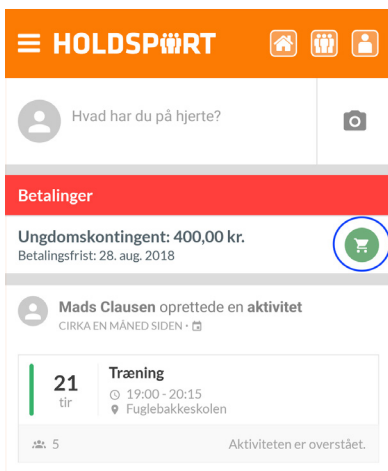 HOLDSPORT
Hvad har du på hjerte?
Betalinger
Ungdomskontingent: 400,00 kr.
Betalingsfrist: 28. aug. 2018
Mads Clausen oprettede en aktivitet
CIRKA EN MÅNED SIDEN ·
21
tir
Træning
19:00 - 20:15
Fuglebakkeskolen
5
Aktiviteten er overstået.